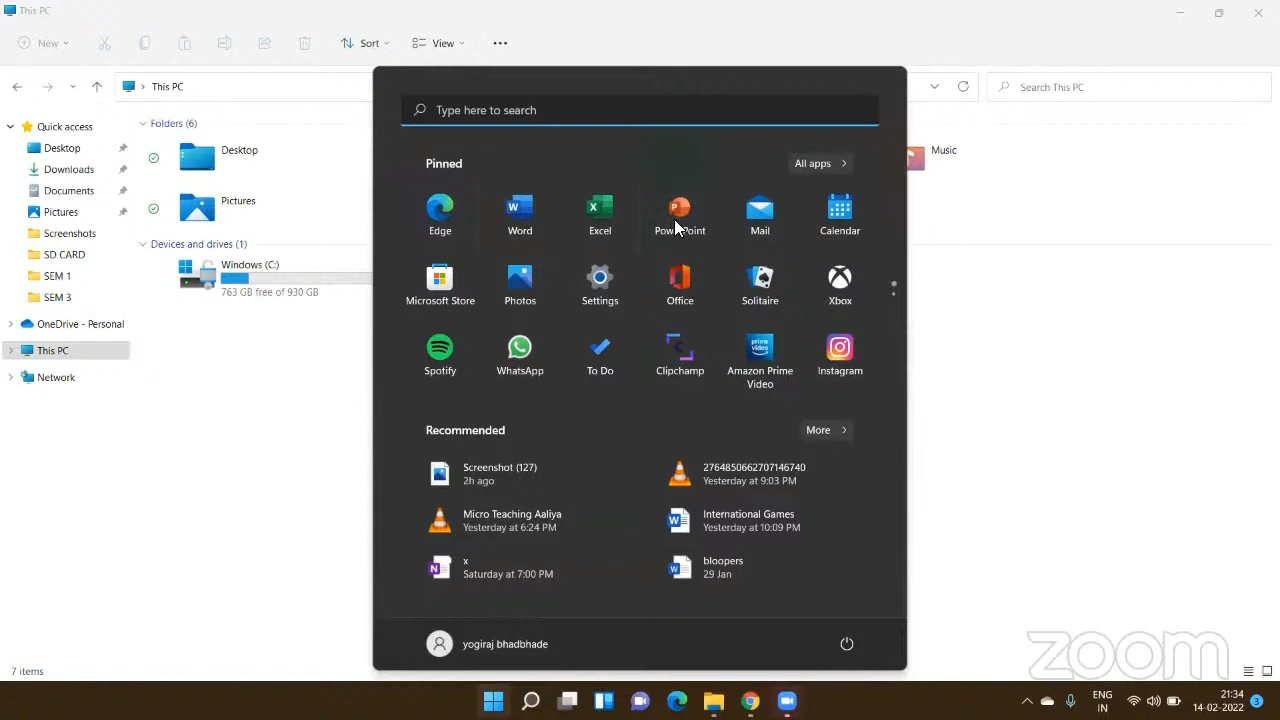 This PC
New
Sort
View
This PC
Search This PC
Quick access
Desktop
Downloads
Documents
Pictures
Screenshots
SD CARD
SEM 1
SEM 3
OneDrive - Personal
This PC
Network
Folders (6)
Desktop
Pictures
Music
Devices and drives (1)
Windows (C:)
763 GB free of 930 GB
Type here to search
Pinned
All apps
Edge
Word
Excel
PowerPoint
Mail
Calendar
Microsoft Store
Photos
Settings
Office
Solitaire
Xbox
Spotify
WhatsApp
To Do
Clipchamp
prime video
Amazon Prime
Video
Instagram
Recommended
More
Screenshot (127)
2h ago
2764850662707146740
Yesterday at 9:03 PM
Micro Teaching Aaliya
Yesterday at 6:24 PM
International Games
Yesterday at 10:09 PM
x
Saturday at 7:00 PM
bloopers
29 Jan
yogiraj bhadbhade
zoom
7 items
ENG
IN
21:34
14-02-2022
3